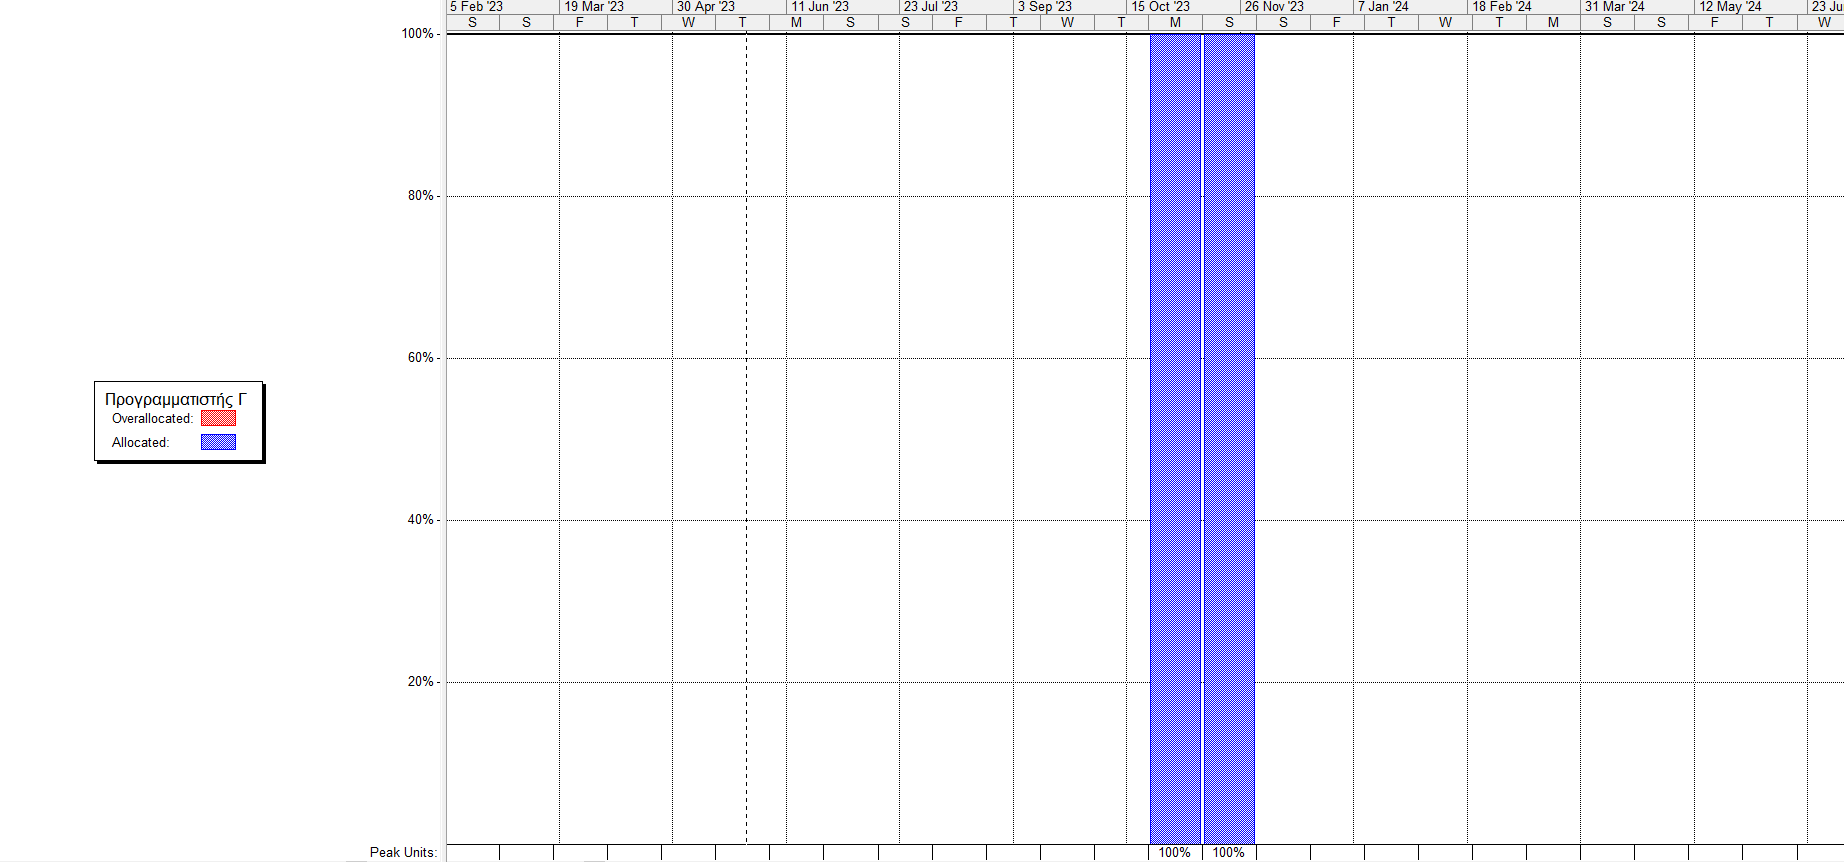 5 Feb '23 19 Mar '23 30 Apr '23 11 Jun '23 23 Jul '23 3 Sep '23 15 Oct '23 26 Nov '23 7 Jan '24 18 Feb '24 31 Mar '24 12 May '24 23 Ju
S S F T W T M S S F T W T M S S F T W T M S S F T W
100%
80%
60%
40%
20%
Προγραμματιστής Γ
Overallocated:
Allocated:
Peak Units: 100% 100%